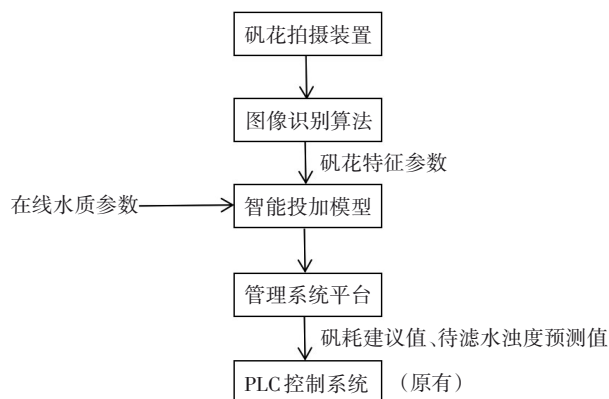 矾花拍摄装置
图像识别算法
矾花特征参数
在线水质参数
智能投加模型
管理系统平台
矾耗建议值、待滤水浊度预测值
PLC控制系统 （原有）